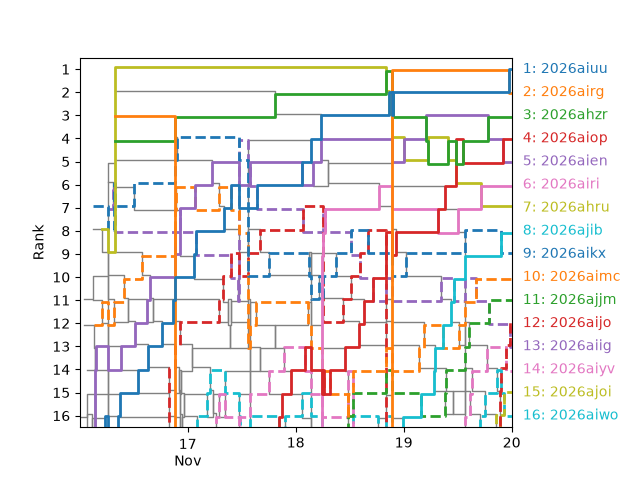 1
2
3
4
5
6
7
8
9
10
11
12
13
14
15
16
Rank
17
18
19
20
Nov
1: 2026aiuu
2: 2026airg
3: 2026ahzr
4: 2026aiop
5: 2026aien
6: 2026airi
7: 2026ahru
8: 2026ajib
9: 2026aikx
10: 2026aimc
11: 2026ajjm
12: 2026aijo
13: 2026aiig
14: 2026aiyv
15: 2026ajoi
16: 2026aiwo